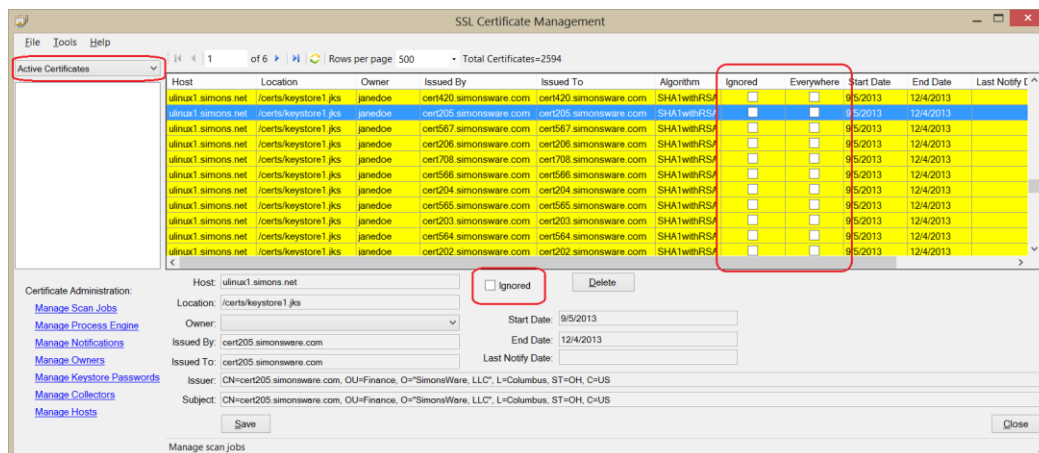 SSL Certificate Management
File Tools Help
Active Certificates
1 of 6 Rows per page 500 Total Certificates=2594
Host Location Owner Issued By Issued To Algorithm Ignored Everywhere Start Date End Date Last Notify D
ulinux1.simons.net /certs/keystore1.jks janedoe cert420.simonsware.com cert420.simonsware.com SHA1withRSA 9/5/2013 12/4/2013
ulinux1.simons.net /certs/keystore1.jks janedoe cert205.simonsware.com cert205.simonsware.com SHA1withRSA 9/5/2013 12/4/2013
ulinux1.simons.net /certs/keystore1.jks janedoe cert567.simonsware.com cert567.simonsware.com SHA1withRSA 9/5/2013 12/4/2013
ulinux1.simons.net /certs/keystore1.jks janedoe cert206.simonsware.com cert206.simonsware.com SHA1withRSA 9/5/2013 12/4/2013
ulinux1.simons.net /certs/keystore1.jks janedoe cert708.simonsware.com cert708.simonsware.com SHA1withRSA 9/5/2013 12/4/2013
ulinux1.simons.net /certs/keystore1.jks janedoe cert566.simonsware.com cert566.simonsware.com SHA1withRSA 9/5/2013 12/4/2013
ulinux1.simons.net /certs/keystore1.jks janedoe cert204.simonsware.com cert204.simonsware.com SHA1withRSA 9/5/2013 12/4/2013
ulinux1.simons.net /certs/keystore1.jks janedoe cert565.simonsware.com cert565.simonsware.com SHA1withRSA 9/5/2013 12/4/2013
ulinux1.simons.net /certs/keystore1.jks janedoe cert203.simonsware.com cert203.simonsware.com SHA1withRSA 9/5/2013 12/4/2013
ulinux1.simons.net /certs/keystore1.jks janedoe cert564.simonsware.com cert564.simonsware.com SHA1withRSA 9/5/2013 12/4/2013
ulinux1.simons.net /certs/keystore1.jks janedoe cert202.simonsware.com cert202.simonsware.com SHA1withRSA 9/5/2013 12/4/2013
Certificate Administration:
Manage Scan Jobs
Manage Process Engine
Manage Notifications
Manage Owners
Manage Keystore Passwords
Manage Collectors
Manage Hosts
Host: ulinux1.simons.net Ignored Delete
Location: /certs/keystore1.jks
Owner: Start Date: 9/5/2013
Issued By: cert205.simonsware.com End Date: 12/4/2013
Issued To: cert205.simonsware.com Last Notify Date:
Issuer: CN=cert205.simonsware.com, OU=Finance, O="SimonsWare, LLC", L=Columbus, ST=OH, C=US
Subject: CN=cert205.simonsware.com, OU=Finance, O="SimonsWare, LLC", L=Columbus, ST=OH, C=US
Save Close
Manage scan jobs